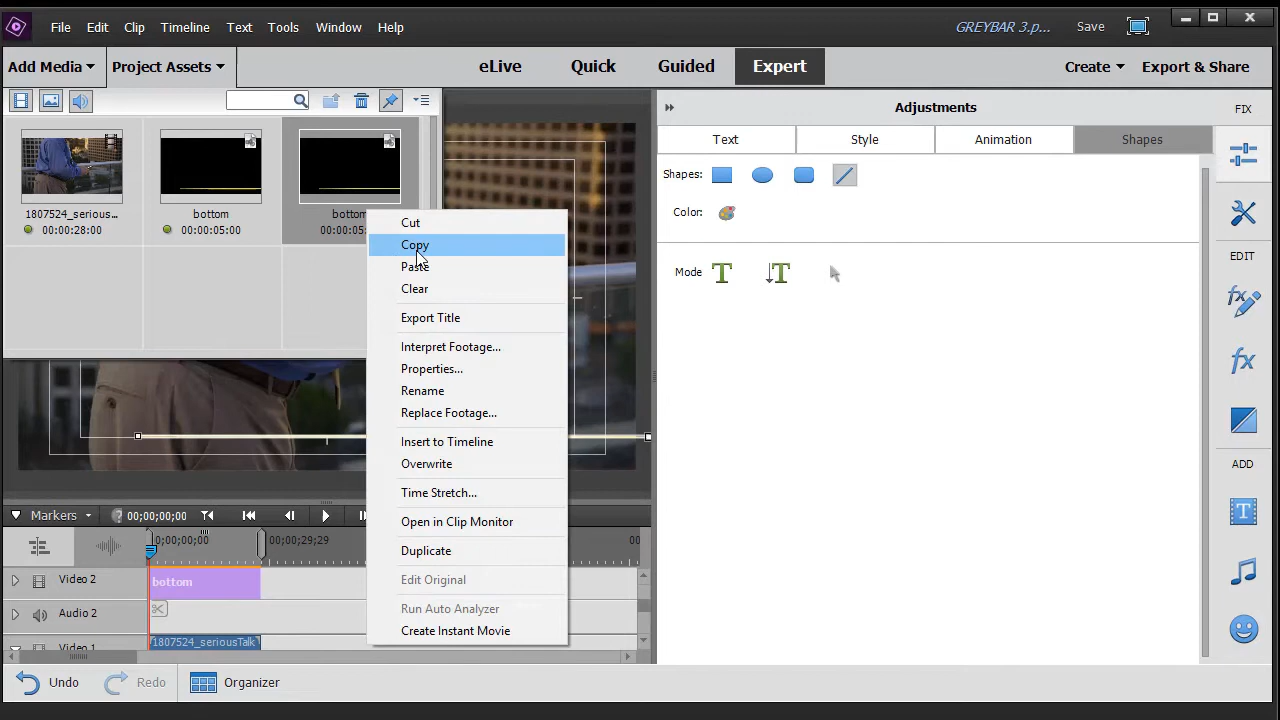 File Edit Clip Timeline Text Tools Window Help GREYBAR 3.p... Save
Add Media Project Assets eLive Quick Guided Expert Create Export & Share
Adjustments FIX
Text Style Animation Shapes
Shapes:
Color:
Mode T T
1807524_serious... bottom bottom
00:00:28:00 00:00:05:00
Cut
Copy
Paste
Clear
Export Title
Interpret Footage...
Properties...
Rename
Replace Footage...
Insert to Timeline
Overwrite
Time Stretch...
Open in Clip Monitor
Duplicate
Edit Original
Run Auto Analyzer
Create Instant Movie
EDIT
fx
ADD
T
Markers 00;00;00;00
00;00;29;29
Video 2 bottom
Audio 2
Video 1 1807524_seriousTalk
Undo Redo Organizer